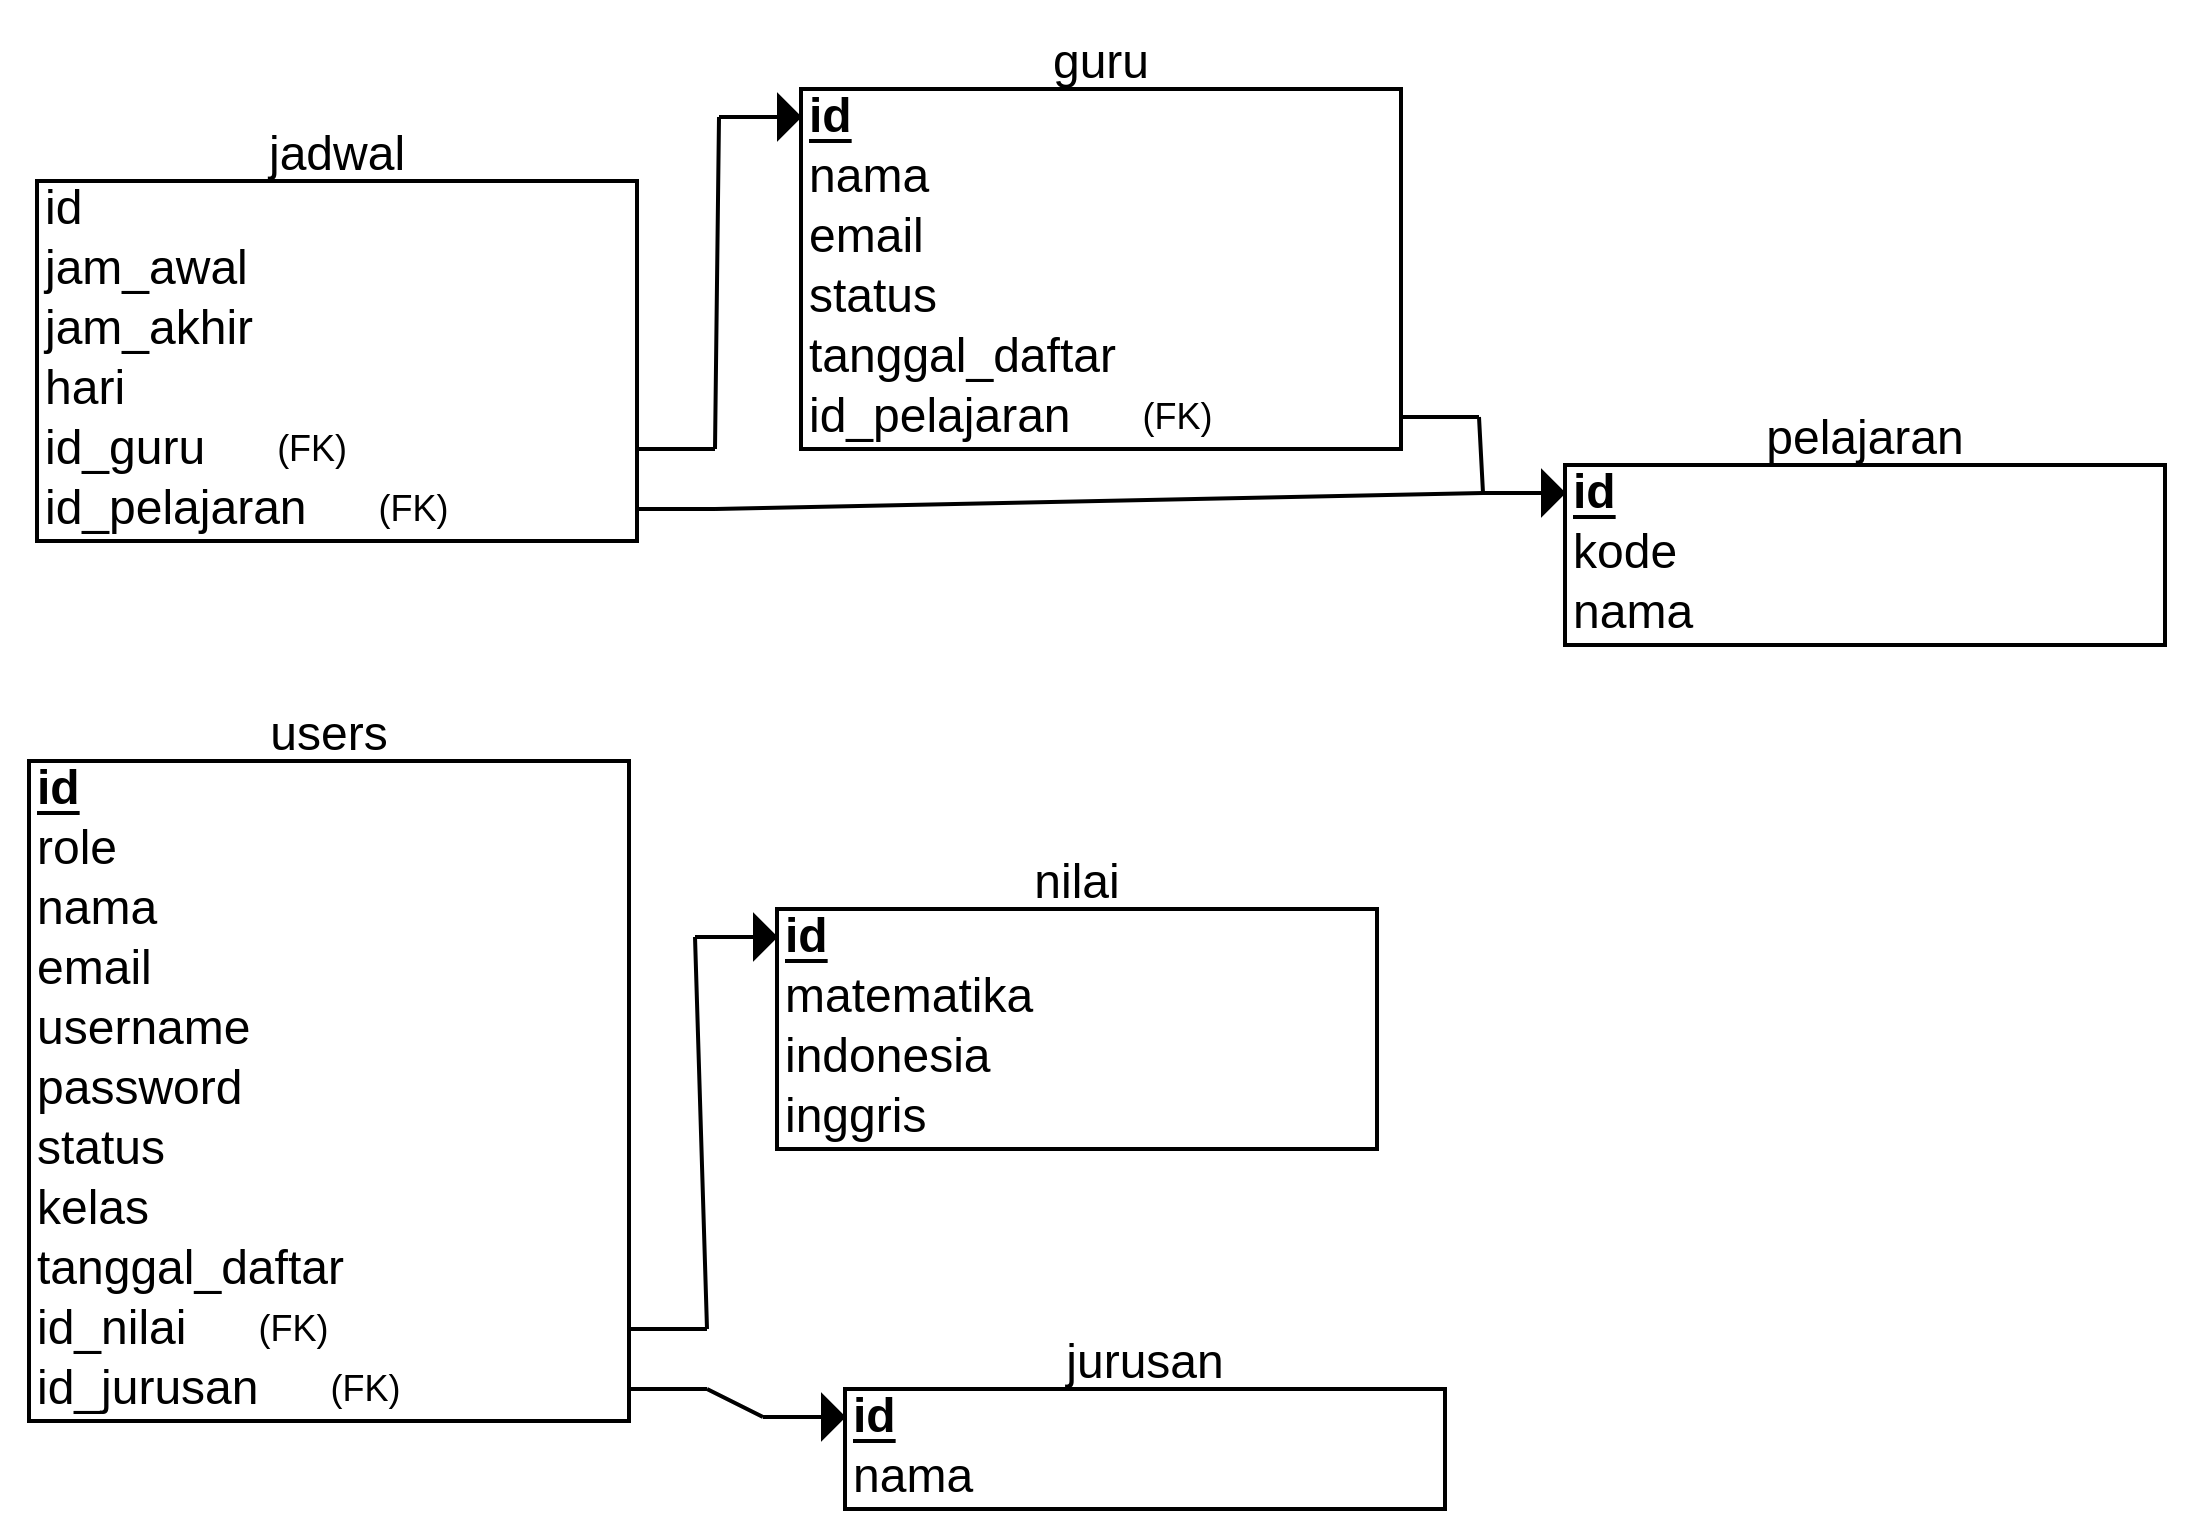 guru
id
nama
email
status
tanggal_daftar
id_pelajaran (FK)
jadwal
id
jam_awal
jam_akhir
hari
id_guru (FK)
id_pelajaran (FK)
pelajaran
id
kode
nama
users
id
role
nama
email
username
password
status
kelas
tanggal_daftar
id_nilai (FK)
id_jurusan (FK)
nilai
id
matematika
indonesia
inggris
jurusan
id
nama